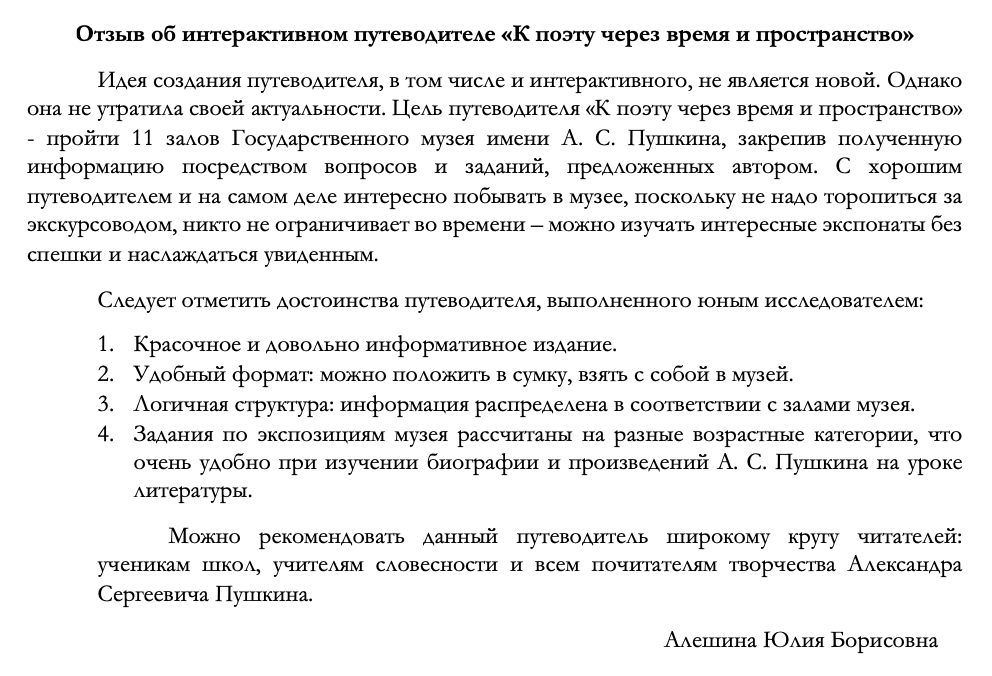 Отзыв об интерактивном путеводителе «К поэту через время и пространство»
Идея создания путеводителя, в том числе и интерактивного, не является новой. Однако
она не утратила своей актуальности. Цель путеводителя «К поэту через время и пространство»
- пройти 11 залов Государственного музея имени А. С. Пушкина, закрепив полученную
информацию посредством вопросов и заданий, предложенных автором. С хорошим
путеводителем и на самом деле интересно побывать в музее, поскольку не надо торопиться за
экскурсоводом, никто не ограничивает во времени – можно изучать интересные экспонаты без
спешки и наслаждаться увиденным.
Следует отметить достоинства путеводителя, выполненного юным исследователем:
1. Красочное и довольно информативное издание.
2. Удобный формат: можно положить в сумку, взять с собой в музей.
3. Логичная структура: информация распределена в соответствии с залами музея.
4. Задания по экспозициям музея рассчитаны на разные возрастные категории, что
очень удобно при изучении биографии и произведений А. С. Пушкина на уроке
литературы.
Можно рекомендовать данный путеводитель широкому кругу читателей:
ученикам школ, учителям словесности и всем почитателям творчества Александра
Сергеевича Пушкина.
Алешина Юлия Борисовна